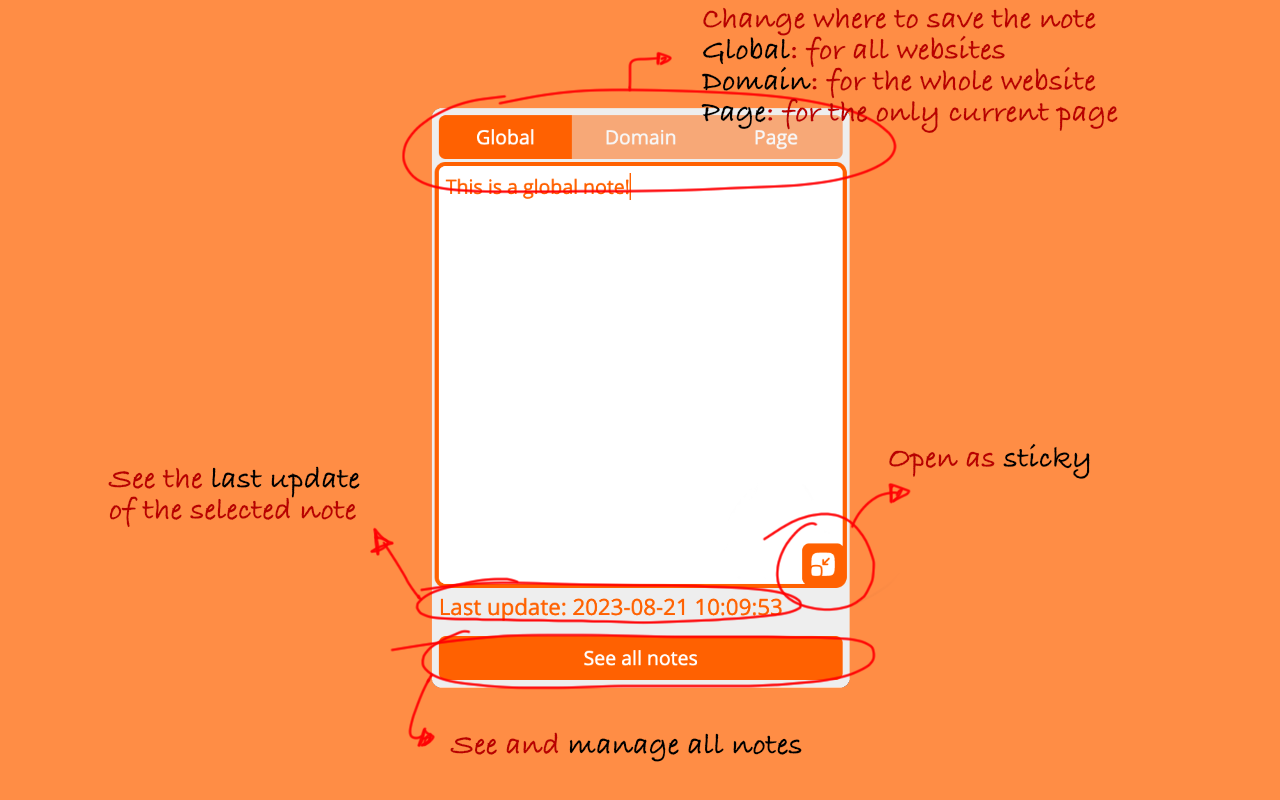 Change where to save the note
Global: for all websites
Domain: for the whole website
Page: for the only current page
Global Domain Page
This is a global note!
Open as sticky
See the last update
of the selected note
Last update: 2023-08-21 10:09:53
See all notes
See and manage all notes